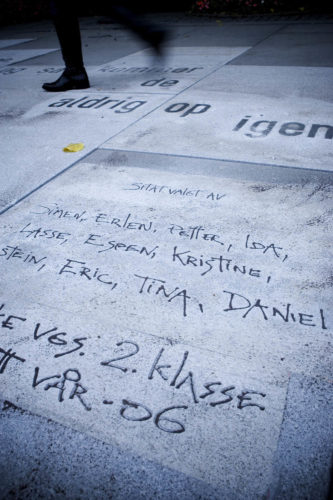 kommer
de
aldrig op igen
SITAT VALGT AV
SIMEN, ERLEN, PETTER, IDA,
LASSE, ESPEN, KRISTINE,
STEIN, ERIC, TINA, DANIEL
VGS. 2. KLASSE
VÅR-06